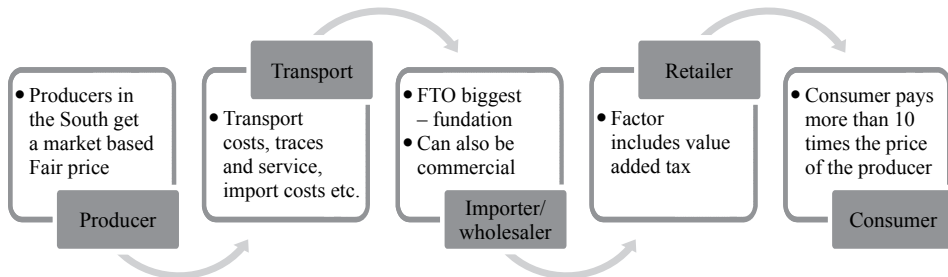 • Producers in
the South get
a market based
Fair price
Producer
Transport
• Transport
costs, traces
and service,
import costs etc.
• FTO biggest
– fundation
• Can also be
commercial
Importer/
wholesaler
Retailer
• Factor
includes value
added tax
• Consumer pays
more than 10
times the price
of the producer
Consumer